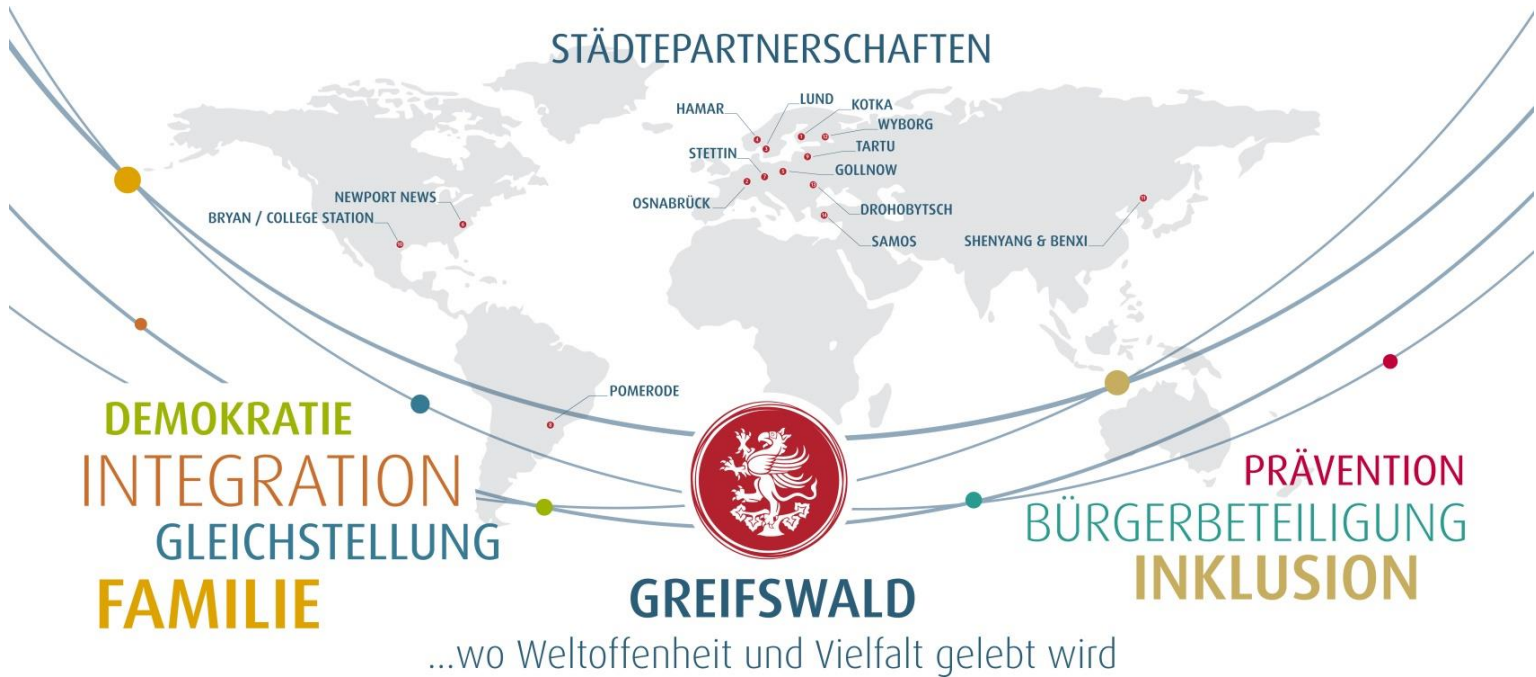 STÄDTEPARTNERSCHAFTEN
HAMAR
LUND
KOTKA
WYBORG
STETTIN
TARTU
GOLLNOW
OSNABRÜCK
DROHOBYTSCH
SAMOS
SHENYANG & BENXI
NEWPORT NEWS
BRYAN / COLLEGE STATION
POMERODE
DEMOKRATIE
INTEGRATION
GLEICHSTELLUNG
FAMILIE
PRÄVENTION
BÜRGERBETEILIGUNG
INKLUSION
GREIFSWALD
...wo Weltoffenheit und Vielfalt gelebt wird